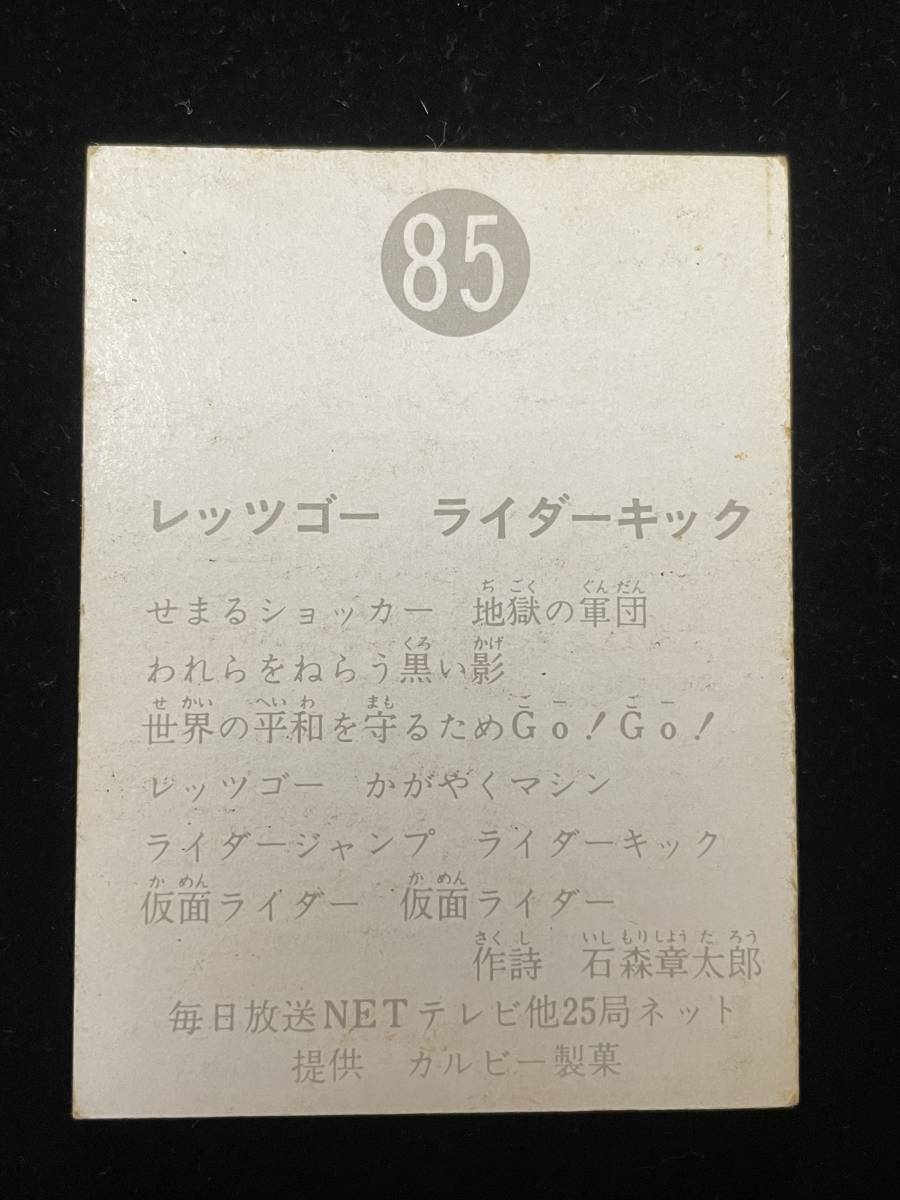 85
レッツゴー　ライダーキック
せまるショッカー　地獄の軍団
われらをねらう黒い影
世界の平和を守るためGo!Go!
レッツゴー　かがやくマシン
ライダージャンプ　ライダーキック
仮面ライダー　仮面ライダー
作詩　石森章太郎
毎日放送NETテレビ他25局ネット
提供　カルビー製菓